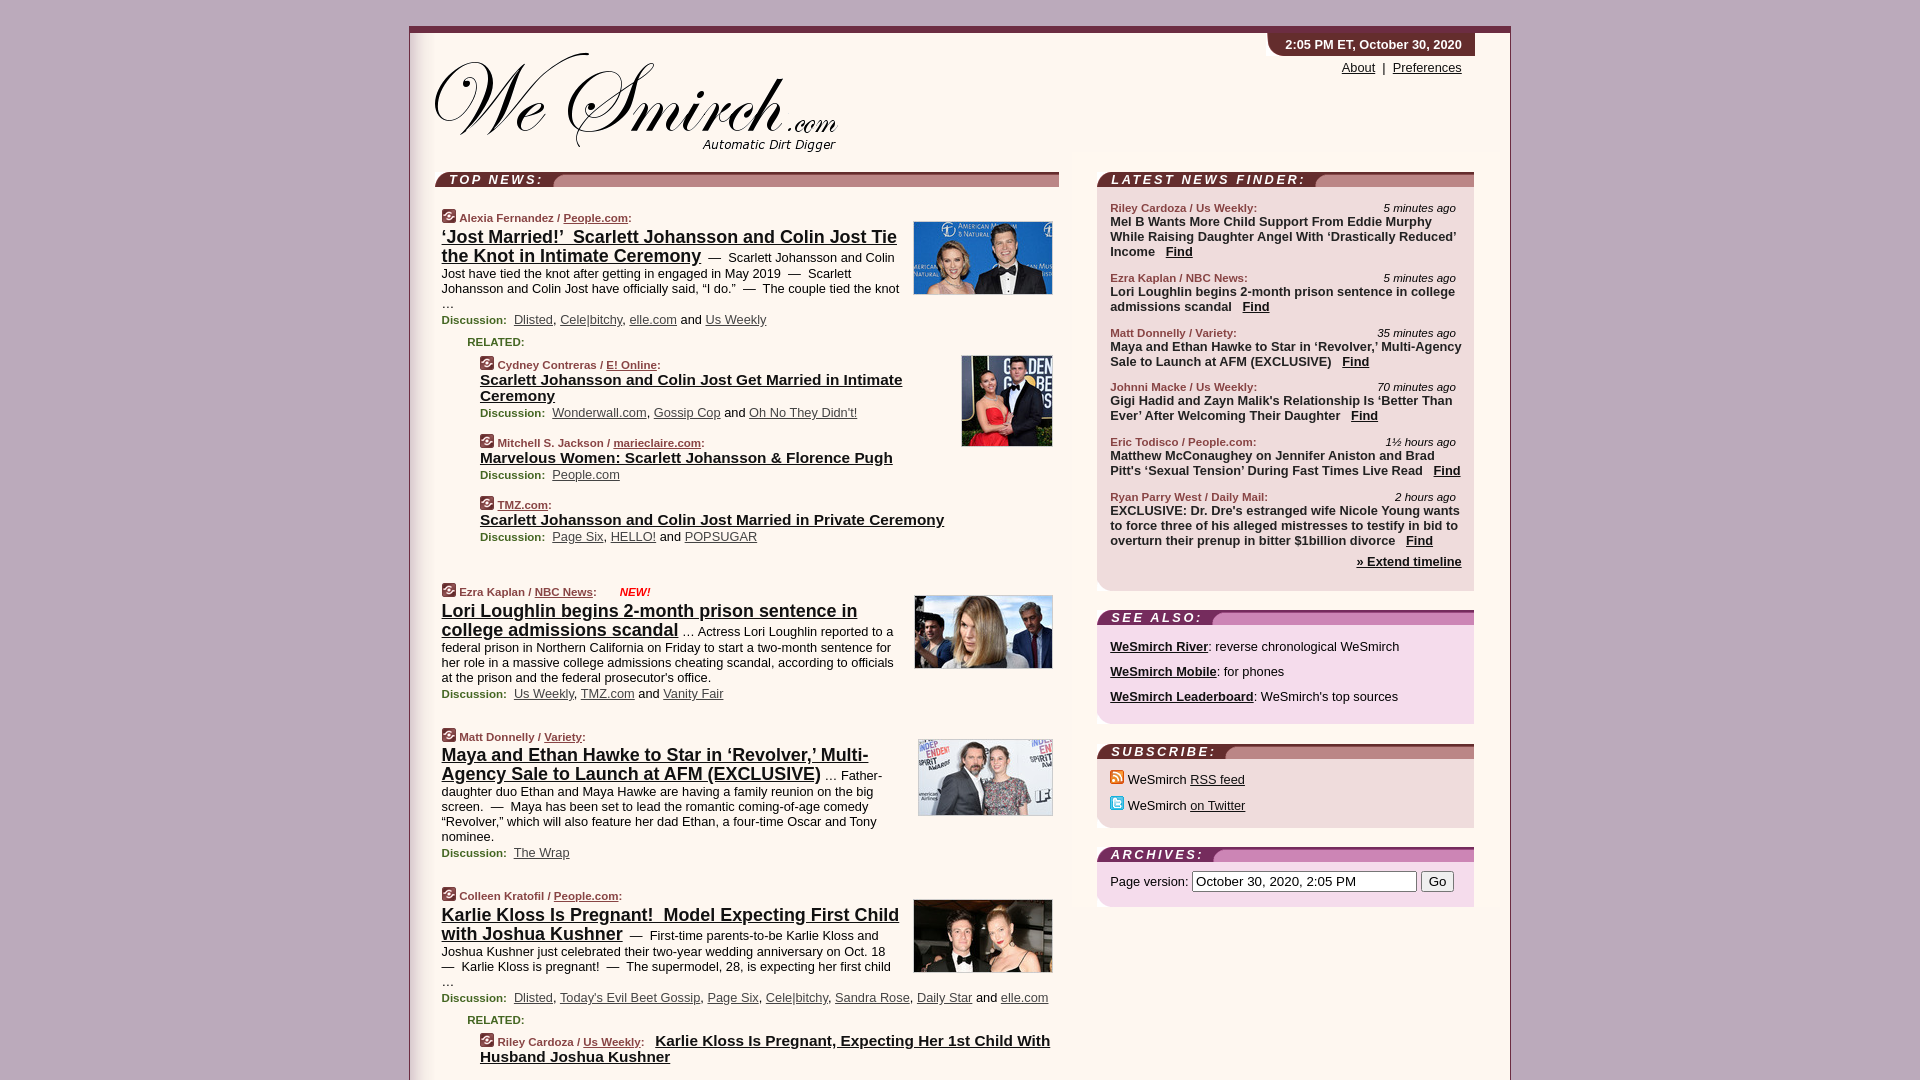 2:05 PM ET, October 30, 2020
About | Preferences
We Smirch.com
Automatic Dirt Digger
TOP NEWS:
Alexia Fernandez / People.com:
‘Jost Married!’  Scarlett Johansson and Colin Jost Tie
the Knot in Intimate Ceremony — Scarlett Johansson and Colin
Jost have tied the knot after getting in engaged in May 2019 — Scarlett
Johansson and Colin Jost have officially said, “I do.” — The couple tied the knot
…
Discussion: Dlisted, Cele|bitchy, elle.com and Us Weekly
RELATED:
Cydney Contreras / E! Online:
Scarlett Johansson and Colin Jost Get Married in Intimate
Ceremony
Discussion: Wonderwall.com, Gossip Cop and Oh No They Didn't!
Mitchell S. Jackson / marieclaire.com:
Marvelous Women: Scarlett Johansson & Florence Pugh
Discussion: People.com
TMZ.com:
Scarlett Johansson and Colin Jost Married in Private Ceremony
Discussion: Page Six, HELLO! and POPSUGAR
Ezra Kaplan / NBC News: NEW!
Lori Loughlin begins 2-month prison sentence in
college admissions scandal … Actress Lori Loughlin reported to a
federal prison in Northern California on Friday to start a two-month sentence for
her role in a massive college admissions cheating scandal, according to officials
at the prison and the federal prosecutor's office.
Discussion: Us Weekly, TMZ.com and Vanity Fair
Matt Donnelly / Variety:
Maya and Ethan Hawke to Star in ‘Revolver,’ Multi-
Agency Sale to Launch at AFM (EXCLUSIVE) … Father-
daughter duo Ethan and Maya Hawke are having a family reunion on the big
screen. — Maya has been set to lead the romantic coming-of-age comedy
“Revolver,” which will also feature her dad Ethan, a four-time Oscar and Tony
nominee.
Discussion: The Wrap
Colleen Kratofil / People.com:
Karlie Kloss Is Pregnant!  Model Expecting First Child
with Joshua Kushner — First-time parents-to-be Karlie Kloss and
Joshua Kushner just celebrated their two-year wedding anniversary on Oct. 18
— Karlie Kloss is pregnant! — The supermodel, 28, is expecting her first child
…
Discussion: Dlisted, Today's Evil Beet Gossip, Page Six, Cele|bitchy, Sandra Rose, Daily Star and elle.com
RELATED:
Riley Cardoza / Us Weekly: Karlie Kloss Is Pregnant, Expecting Her 1st Child With
Husband Joshua Kushner
LATEST NEWS FINDER:
Riley Cardoza / Us Weekly: 5 minutes ago
Mel B Wants More Child Support From Eddie Murphy
While Raising Daughter Angel With ‘Drastically Reduced’
Income Find
Ezra Kaplan / NBC News: 5 minutes ago
Lori Loughlin begins 2-month prison sentence in college
admissions scandal Find
Matt Donnelly / Variety: 35 minutes ago
Maya and Ethan Hawke to Star in ‘Revolver,’ Multi-Agency
Sale to Launch at AFM (EXCLUSIVE) Find
Johnni Macke / Us Weekly: 70 minutes ago
Gigi Hadid and Zayn Malik's Relationship Is ‘Better Than
Ever’ After Welcoming Their Daughter Find
Eric Todisco / People.com: 1½ hours ago
Matthew McConaughey on Jennifer Aniston and Brad
Pitt's ‘Sexual Tension’ During Fast Times Live Read Find
Ryan Parry West / Daily Mail: 2 hours ago
EXCLUSIVE: Dr. Dre's estranged wife Nicole Young wants
to force three of his alleged mistresses to testify in bid to
overturn their prenup in bitter $1billion divorce Find
» Extend timeline
SEE ALSO:
WeSmirch River: reverse chronological WeSmirch
WeSmirch Mobile: for phones
WeSmirch Leaderboard: WeSmirch's top sources
SUBSCRIBE:
WeSmirch RSS feed
WeSmirch on Twitter
ARCHIVES:
Page version: October 30, 2020, 2:05 PM Go